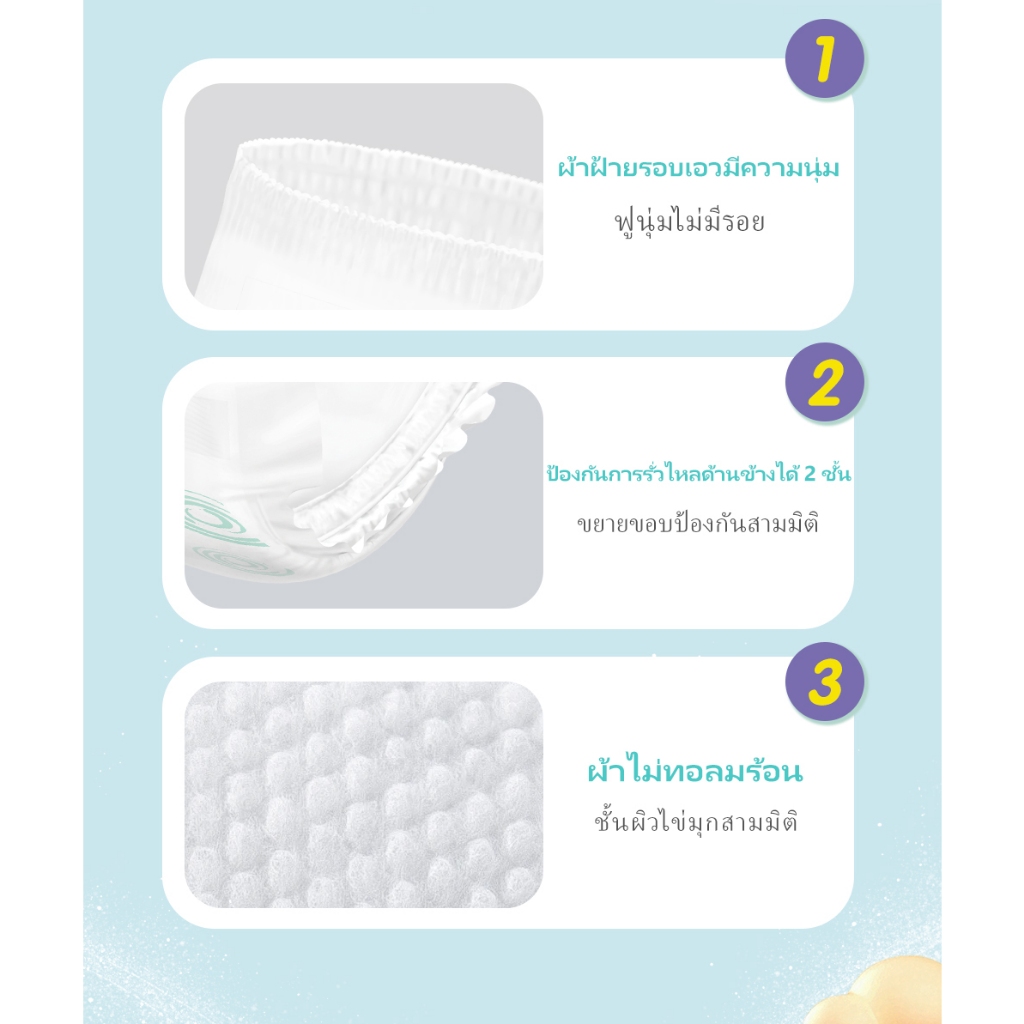 1
ผ้าฝ้ายรอบเอวมีความนุ่ม
ฟูนุ่มไม่มีรอย
2
ป้องกันการรั่วไหลด้านข้างได้ 2 ชั้น
ขยายขอบป้องกันสามมิติ
3
ผ้าไม่ทอลมร้อน
ชั้นผิวไข่มุกสามมิติ